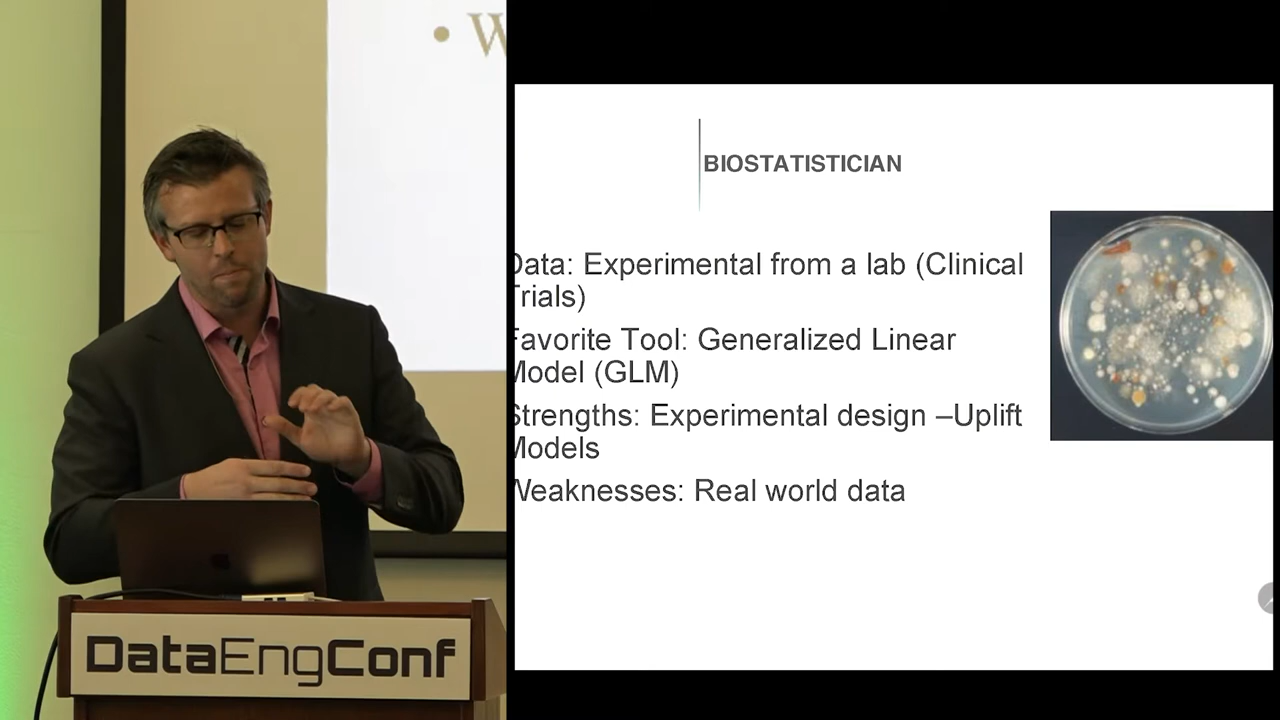 • W
BIOSTATISTICIAN
Data: Experimental from a lab (Clinical
Trials)
Favorite Tool: Generalized Linear
Model (GLM)
Strengths: Experimental design –Uplift
Models
Weaknesses: Real world data
DataEngConf